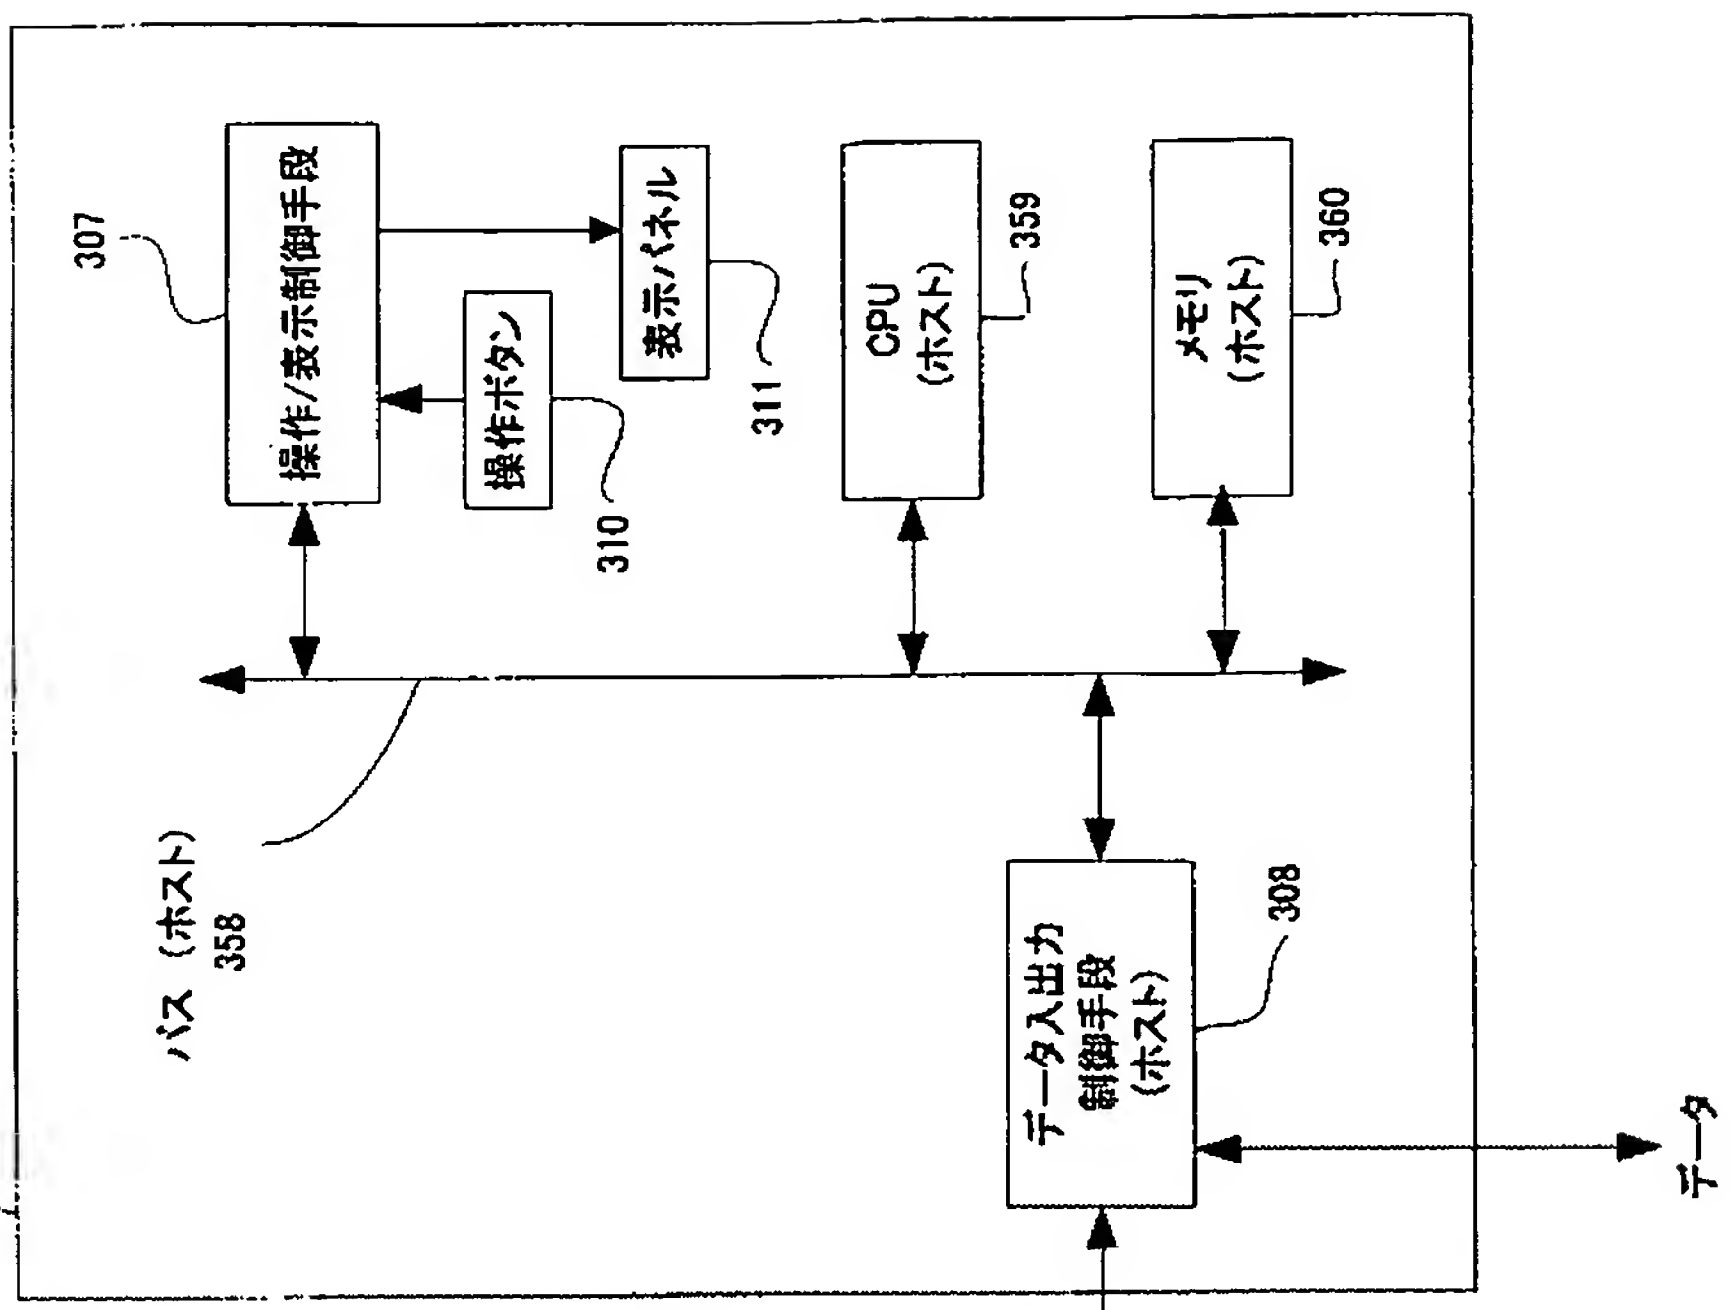 307
操作/表示制御手段
操作ボタン
310
表示パネル
311
CPU
(ホスト)
359
メモリ
(ホスト)
360
バス (ホスト)
358
データ入出力
制御手段
(ホスト)
308
データ